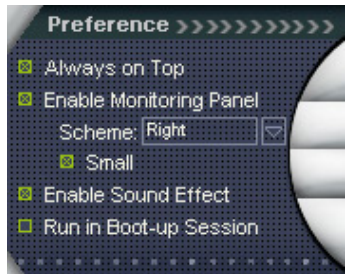 Preference >>>>>>>>>>>
Always on Top
Enable Monitoring Panel
Scheme: Right
Small
Enable Sound Effect
Run in Boot-up Session